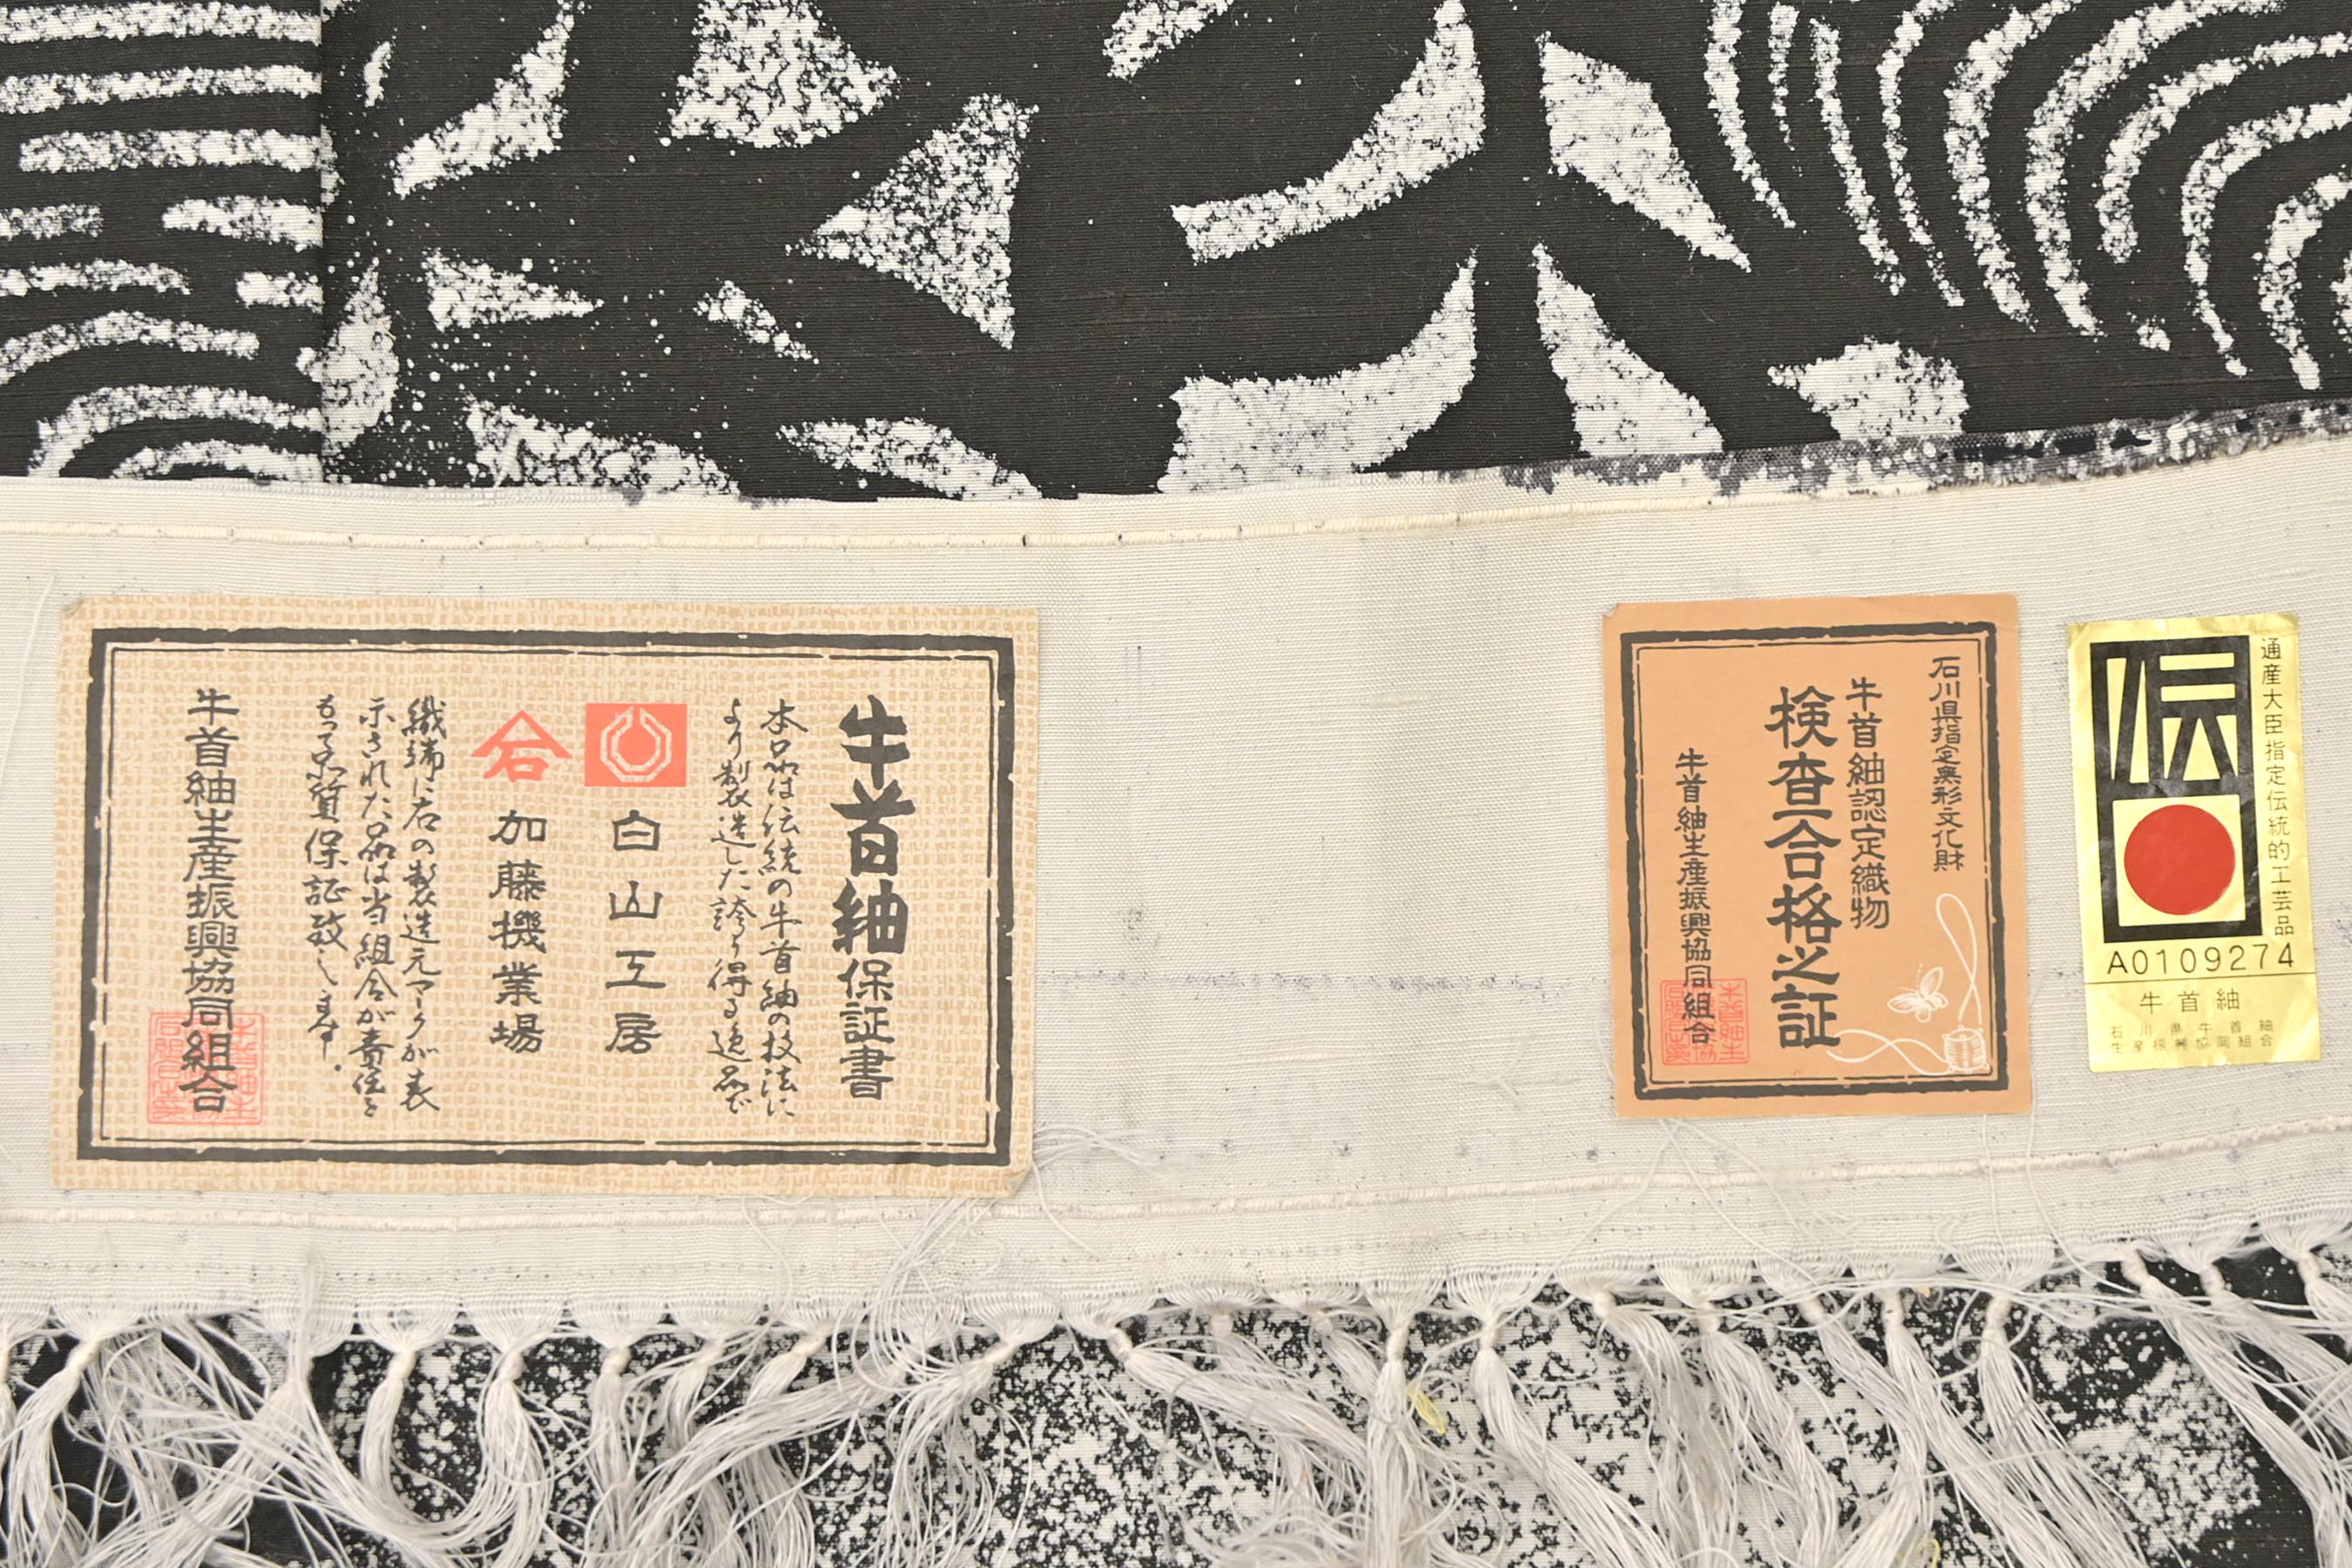 牛首紬保証書
本品は伝統の牛首紬の技法に
より製造した誇り得る逸品で
白山工房
石
加藤機業場
織端に右の製造元マークが表
示された品は当組合が責任を
もって品質保証致します。
牛首紬生産振興協同組合
石川県指定無形文化財
牛首紬認定織物
検査合格之証
牛首紬生産振興協同組合
通産大臣指定伝統的工芸品
伝
A0109274
牛首紬
石川県牛首紬
生産振興協同組合